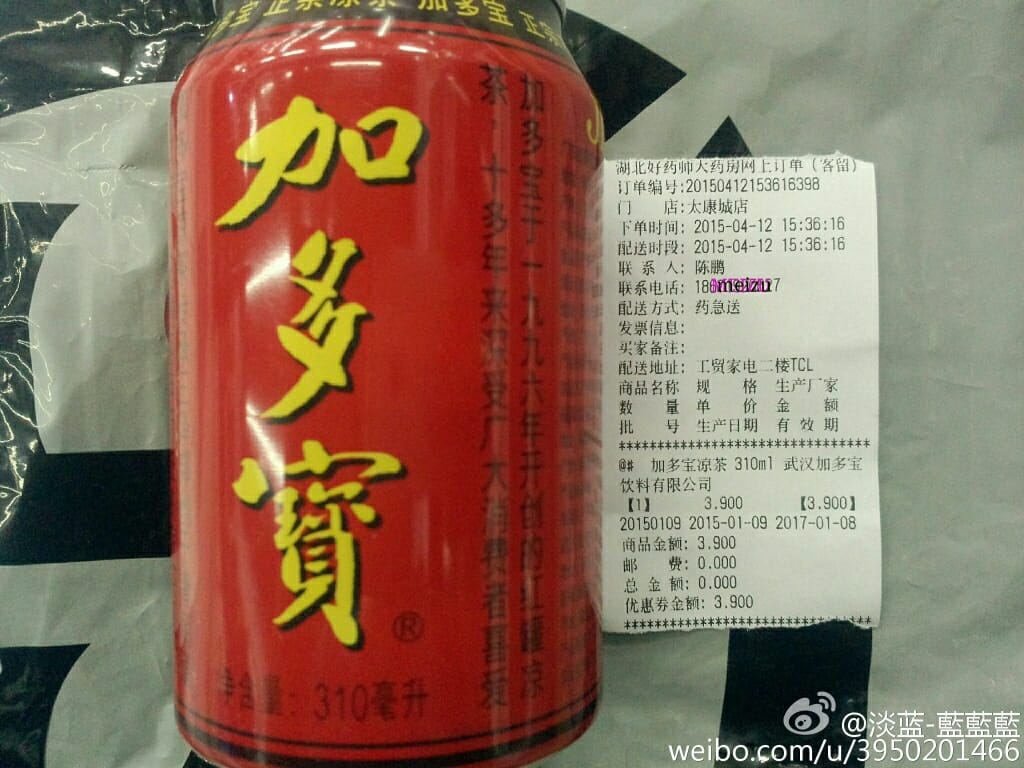 加多宝 正宗凉茶 加多宝 正宗
加多寶
®
加多宝于一九九六年开创的红罐凉
茶，十多年来深受广大消费者喜爱
净含量：310毫升
湖北好药师大药房网上订单（客留）
订单编号:20150412153616398
门 店:太康城店
下单时间: 2015-04-12 15:36:16
配送时段: 2015-04-12 15:36:16
联 系 人: 陈鹏
联系电话: 18 meizu 7
配送方式: 药急送
发票信息:
买家备注:
配送地址: 工贸家电二楼TCL
商品名称 规 格 生产厂家
数 量 单 价 金 额
批 号 生产日期 有 效 期
****************************************
@# 加多宝凉茶 310ml 武汉加多宝
饮料有限公司
【1】 3.900 【3.900】
20150109 2015-01-09 2017-01-08
商品金额: 3.900
邮 费: 0.000
总 金 额: 0.000
优惠券金额: 3.900
****************************************
@淡蓝-藍藍藍
weibo.com/u/3950201466